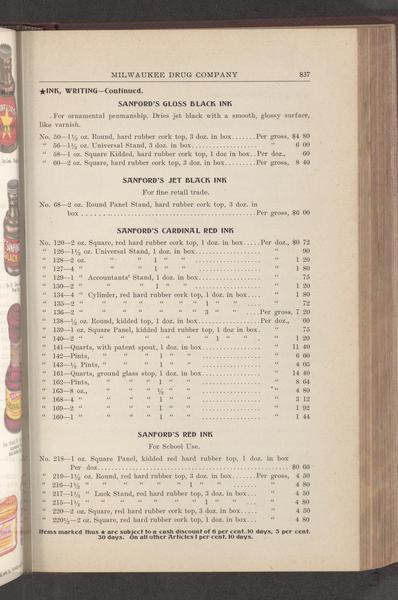 MILWAUKEE DRUG COMPANY 837
★INK, WRITING—Continued.
SANFORD'S GLOSS BLACK INK
For ornamental penmanship. Dries jet black with a smooth, glossy surface,
like varnish.
No. 50—1½ oz. Round, hard rubber cork top, 3 doz. in box.......Per gross, $4 80
" 56—1½ oz. Universal Stand, 3 doz. in box................... " 6 00
" 58—1 oz. Square Kidded, hard rubber cork top, 1 doz in box..Per doz., 60
" 60—2 oz. Square, hard rubber cork top, 3 doz. in box........Per gross, 8 40
SANFORD'S JET BLACK INK
For fine retail trade.
No. 68—2 oz. Round Panel Stand, hard rubber cork top, 3 doz. in
box ................................................Per gross, $6 00
SANFORD'S CARDINAL RED INK
No. 120—2 oz. Square, red hard rubber cork top, 1 doz. in box.....Per doz., $0 72
" 126—1½ oz. Universal Stand, 1 doz. in box................... " 90
" 128—2 oz. " " 1 " " ................... " 1 20
" 127—4 " " " 1 " " ................... " 1 80
" 129—1 " Accountants' Stand, 1 doz. in box.................. " 75
" 130—2 " " " 1 " " .................. " 1 20
" 134—4 " Cylinder, red hard rubber cork top, 1 doz. in box.... " 1 80
" 135—2 " " " " " " 1 " " .... " 72
" 136—2 " " " " " " 3 " " ....Per gross, 7 20
" 138—½ oz. Round, kidded top, 1 doz. in box..................Per doz., 60
" 139—1 oz. Square Panel, kidded hard rubber top, 1 doz in box. " 75
" 140—2 " " " " " " 1 " " . " 1 20
" 141—Quarts, with patent spout, 1 doz. in box................ " 11 40
" 142—Pints, " " " 1 " " ................ " 6 60
" 143—½ Pints, " " " 1 " " ................ " 4 05
" 161—Quarts, ground glass stop, 1 doz. in box................ " 14 40
" 162—Pints, " " " 1 " " ................ " 8 64
" 163—8 oz., " " " ½ " " ................ " 4 80
" 168—4 " " " " 1 " " ................ " 3 12
" 169—2 " " " " 1 " " ................ " 1 92
" 160—1 " " " " 1 " " ................ " 1 44
SANFORD'S RED INK
For School Use.
No. 218—1 oz. Square Panel, kidded red hard rubber top, 1 doz. in box
Per doz...................................................... $0 60
" 219—1½ oz. Round, red hard rubber top, 3 doz. in box.......Per gross, 4 50
" 216—1½ " " " " " " 1 " " ....... " 4 80
" 217—1½ " Luck Stand, red hard rubber top, 3 doz. in box.... " 4 50
" 215—1½ " " " " " " " 1 " " .... " 4 80
" 220—2 oz. Square, red hard rubber cork top, 3 doz. in box..... " 4 50
" 220½—2 oz. Square, red hard rubber cork top, 1 doz. in box... " 4 80
Items marked thus ★ are subject to a cash discount of 6 per cent. 10 days, 5 per cent.
30 days. On all other Articles 1 per cent. 10 days.